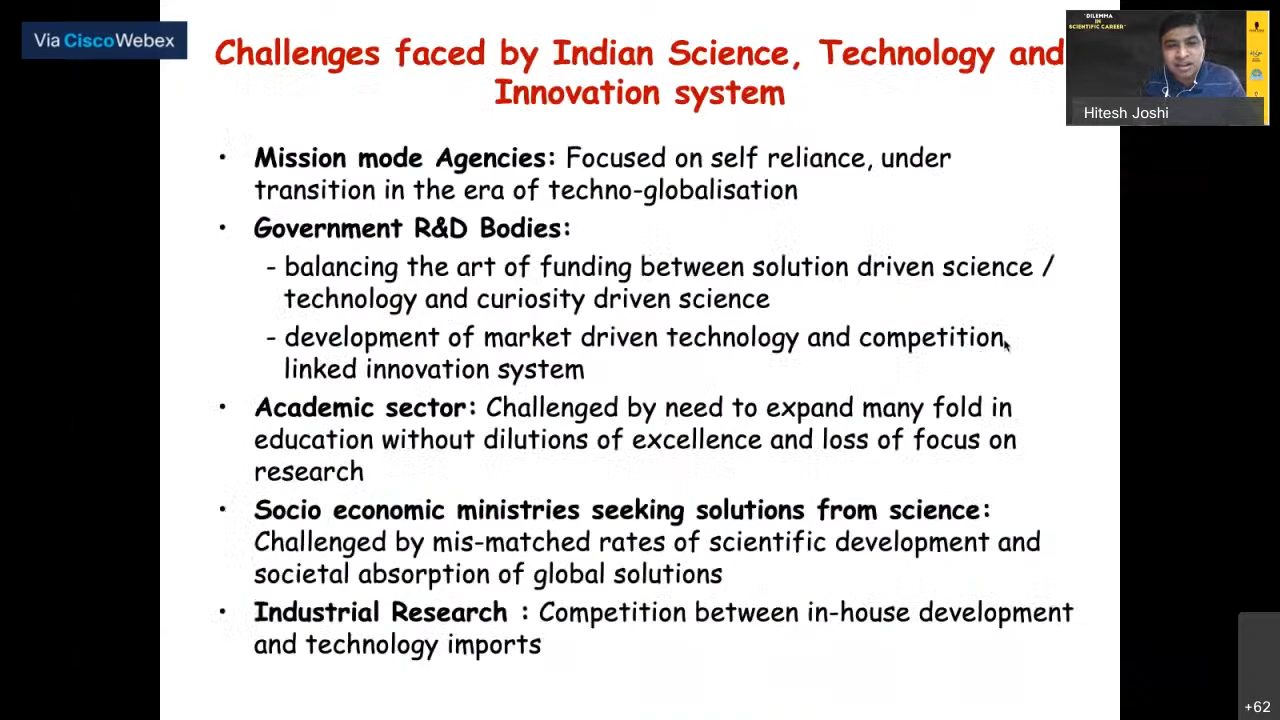 Via CiscoWebex
Challenges faced by Indian Science, Technology and
Innovation system
"DILEMMA
IN
SCIENTIFIC CAREER"
Hitesh Joshi
• Mission mode Agencies: Focused on self reliance, under
transition in the era of techno-globalisation
• Government R&D Bodies:
- balancing the art of funding between solution driven science /
technology and curiosity driven science
- development of market driven technology and competition
linked innovation system
• Academic sector: Challenged by need to expand many fold in
education without dilutions of excellence and loss of focus on
research
• Socio economic ministries seeking solutions from science:
Challenged by mis-matched rates of scientific development and
societal absorption of global solutions
• Industrial Research : Competition between in-house development
and technology imports
+62